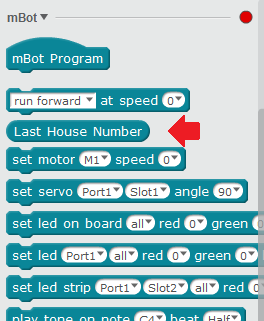 mBot
mBot Program
run forward at speed 0
Last House Number
set motor M1 speed 0
set servo Port1 Slot1 angle 90
set led on board all red 0 green
set led Port1 all red 0 green 0
set led strip Port1 Slot2 all red
play tone on note C4 beat Half